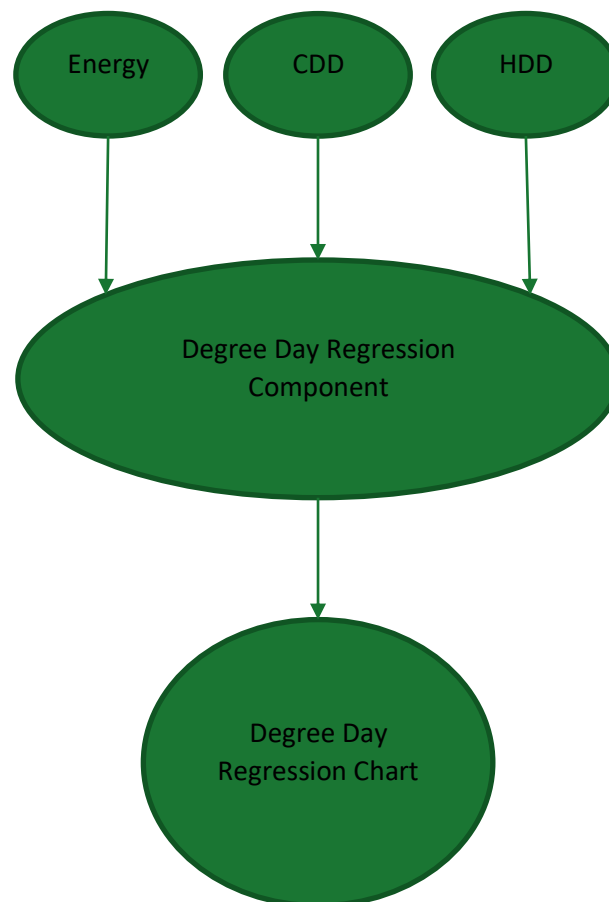 Energy
CDD
HDD
Degree Day Regression
Component
Degree Day
Regression Chart